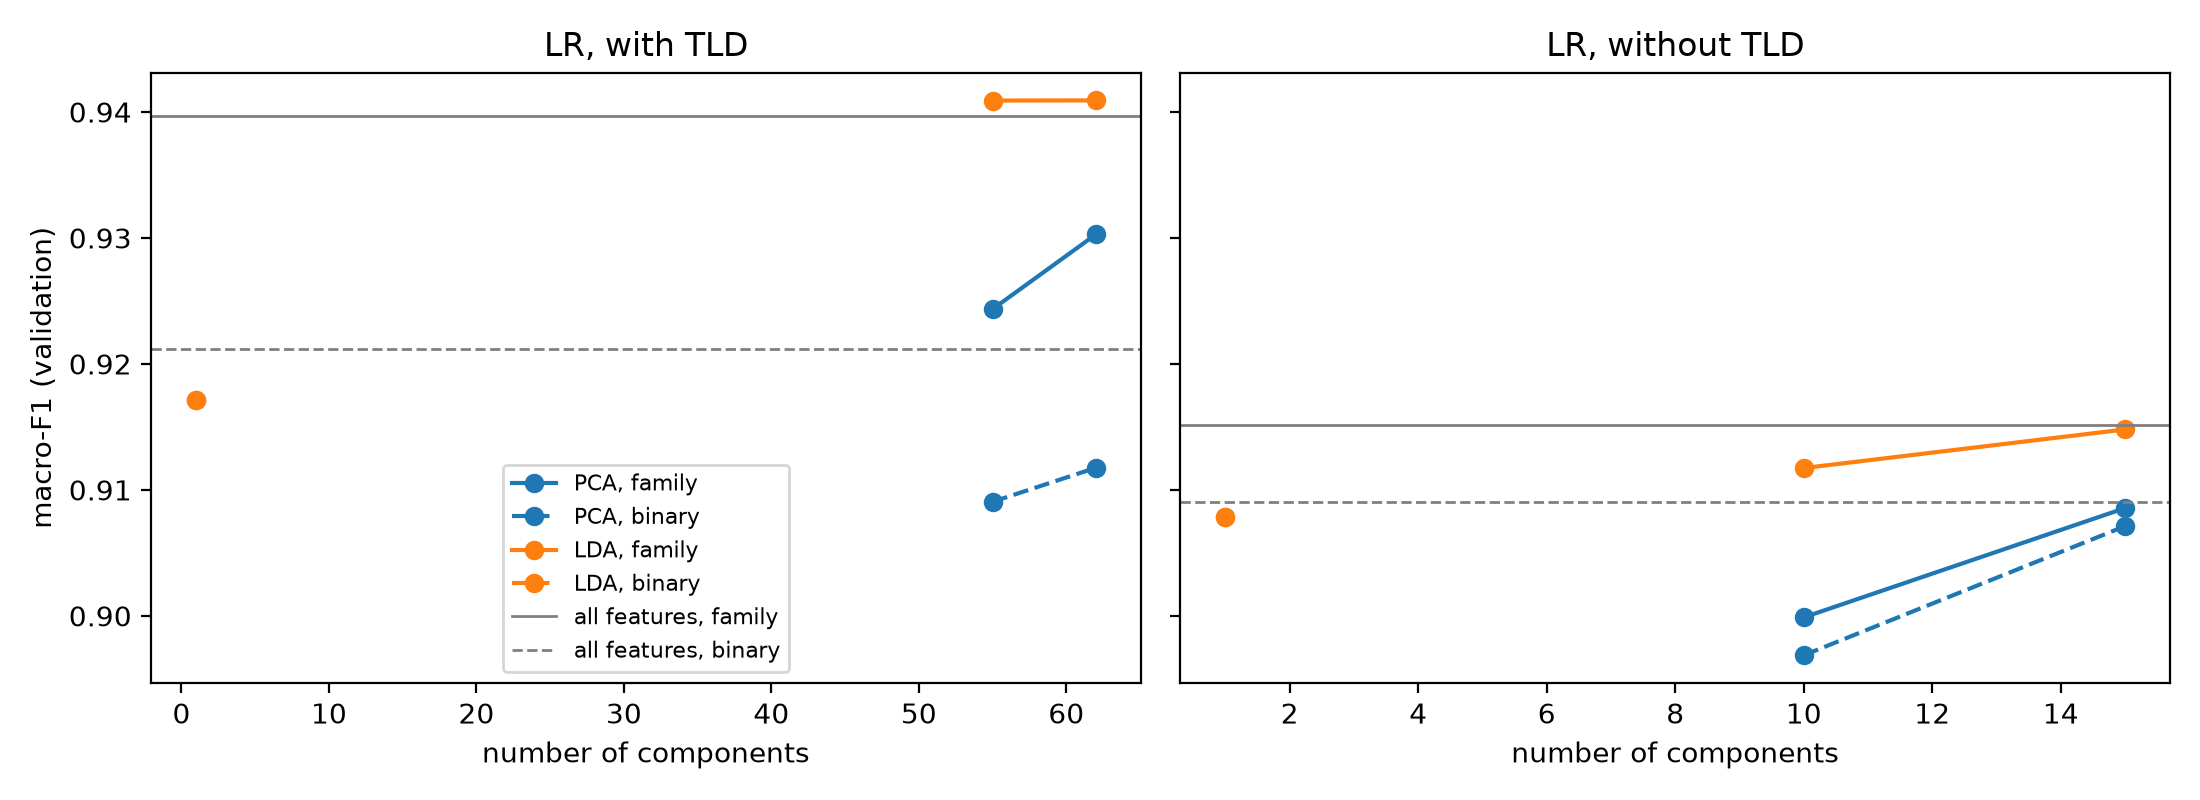 LR, with TLD
LR, without TLD
macro-F1 (validation)
0.94
0.93
0.92
0.91
0.90
PCA, family
PCA, binary
LDA, family
LDA, binary
all features, family
all features, binary
0 10 20 30 40 50 60
2 4 6 8 10 12 14
number of components
number of components